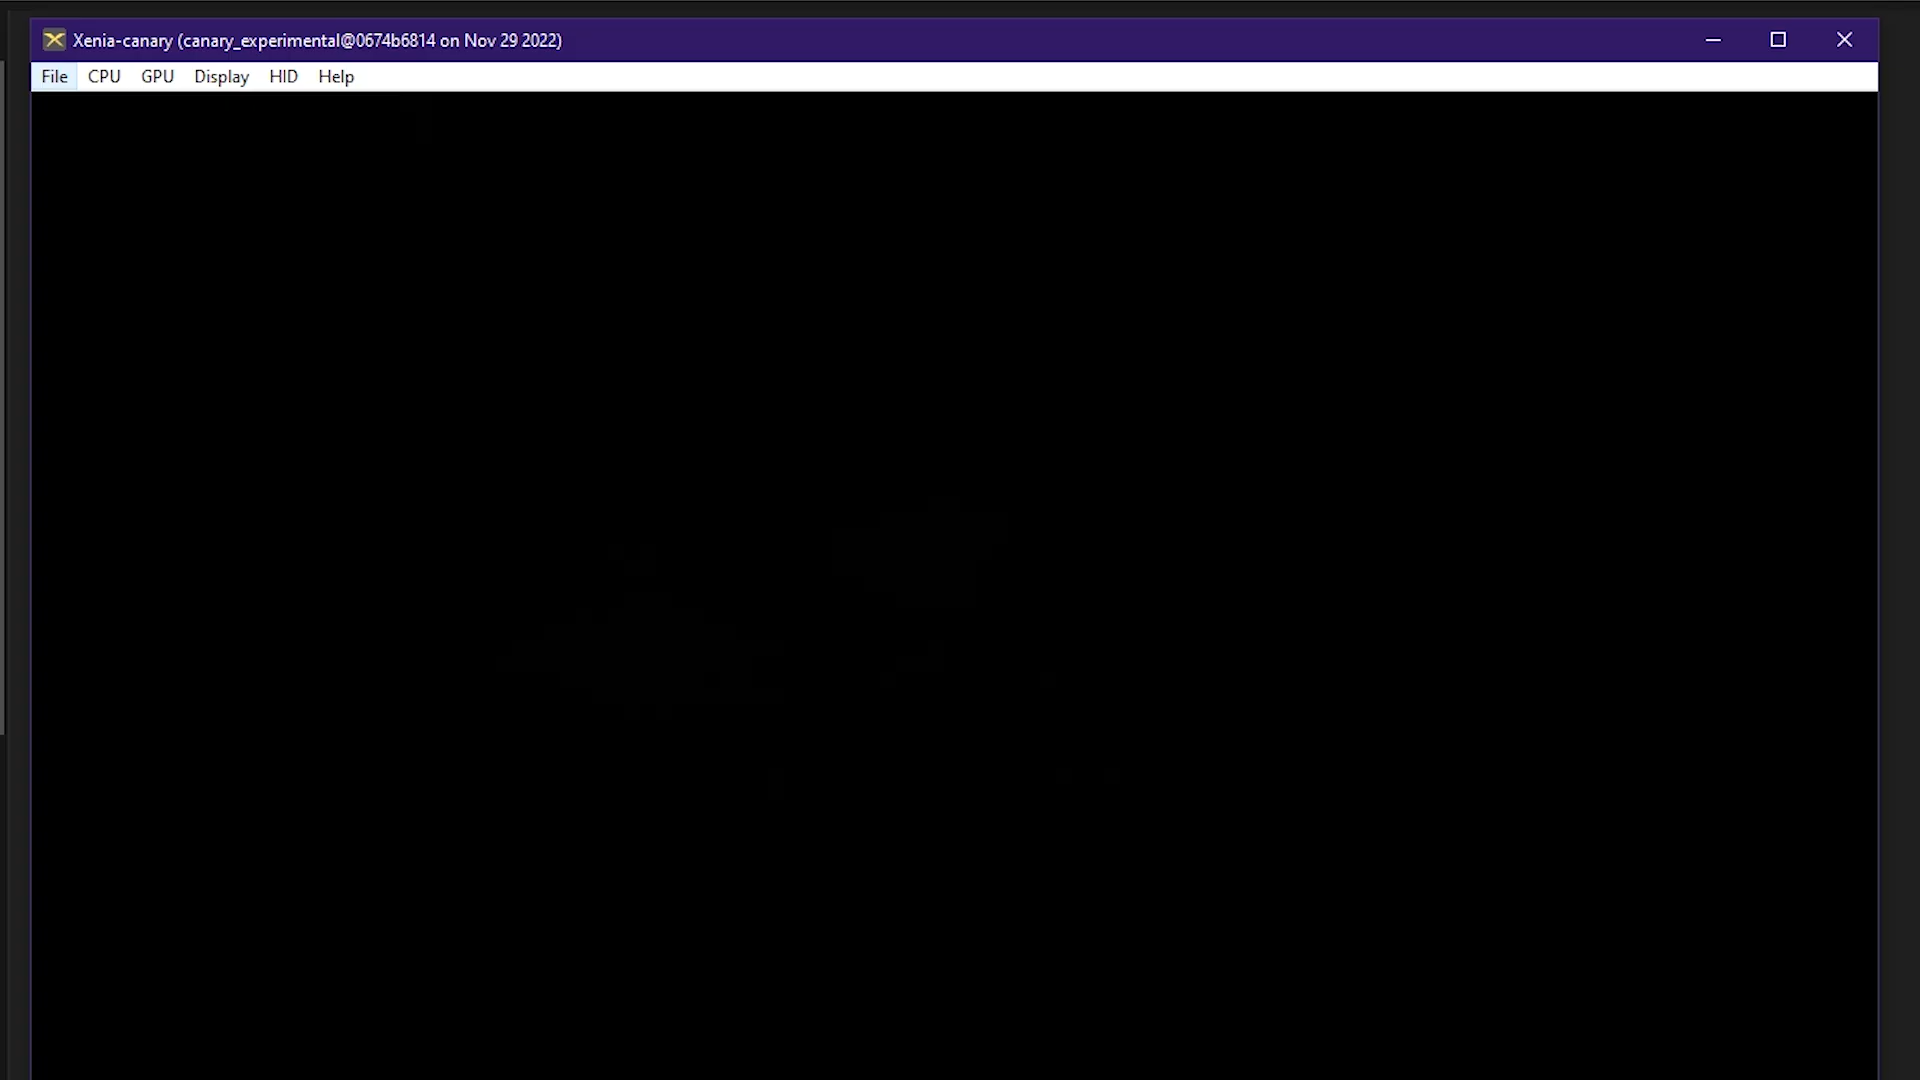 Xenia-canary (canary_experimental@0674b6814 on Nov 29 2022)
File CPU GPU Display HID Help